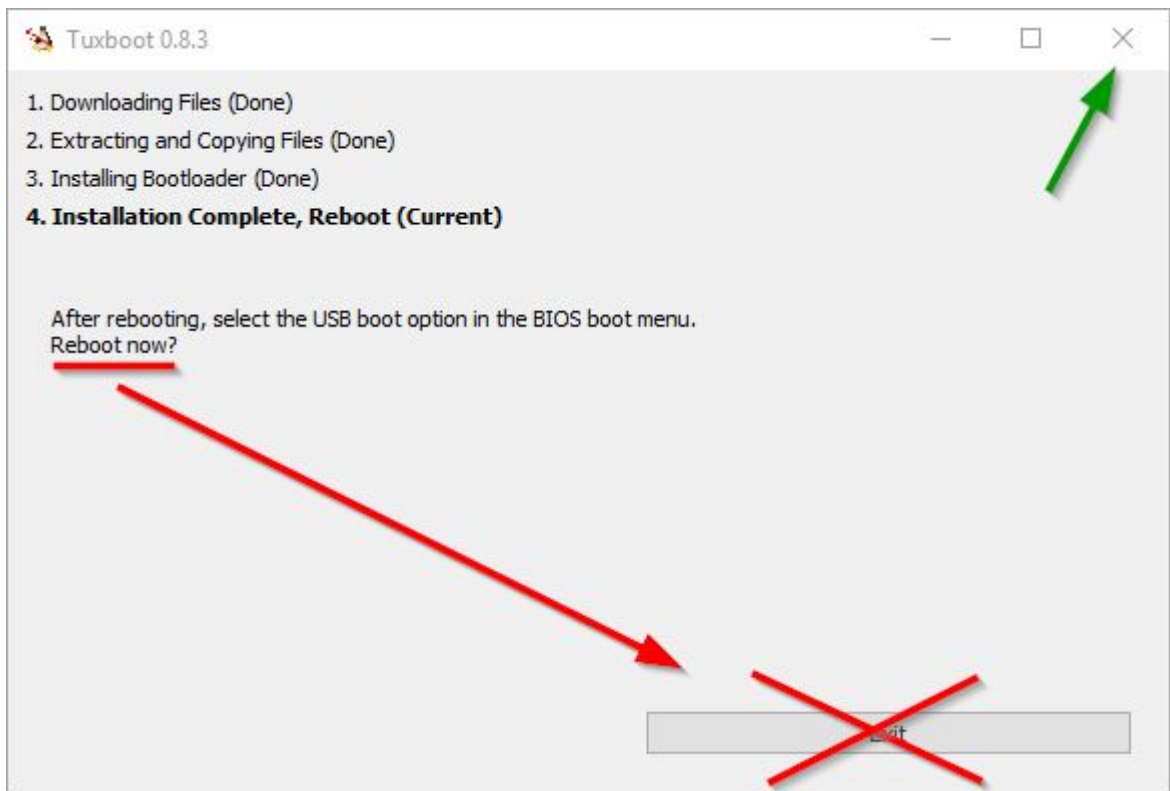 Tuxboot 0.8.3
1. Downloading Files (Done)
2. Extracting and Copying Files (Done)
3. Installing Bootloader (Done)
4. Installation Complete, Reboot (Current)
After rebooting, select the USB boot option in the BIOS boot menu.
Reboot now?
Exit